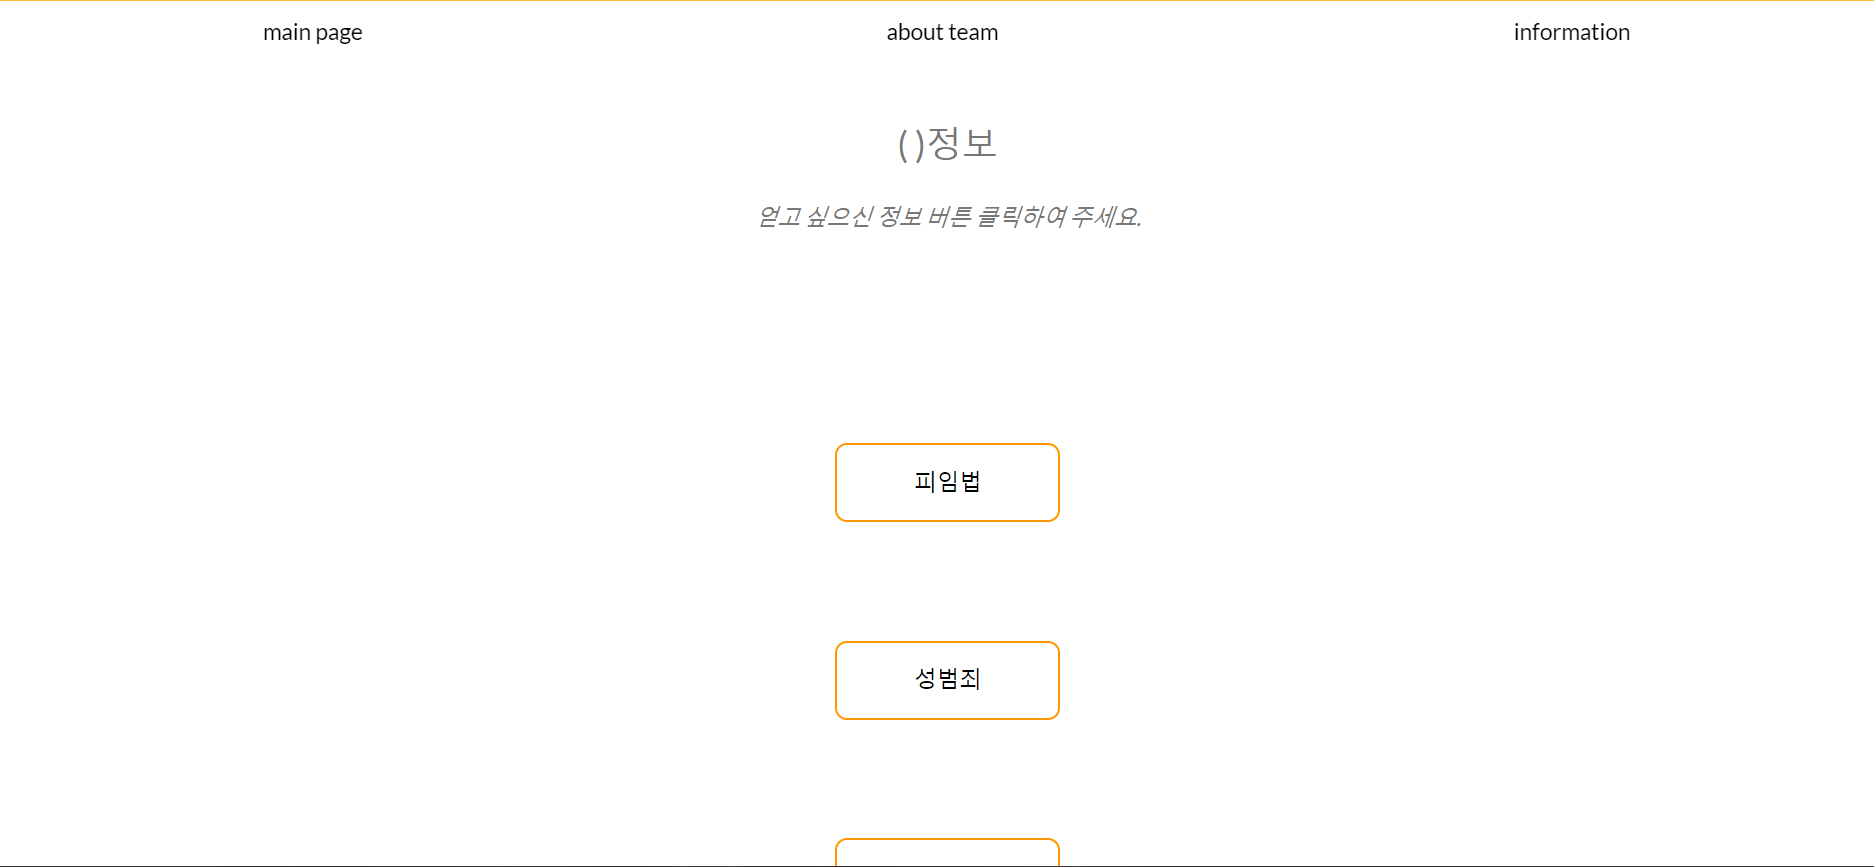 main page about team information
( )정보
얻고 싶으신 정보 버튼 클릭하여 주세요.
피임법
성범죄